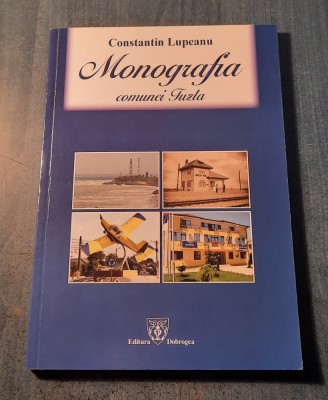 Constantin Lupeanu
Monografia
comunei Tuzla
Editura Dobrogea